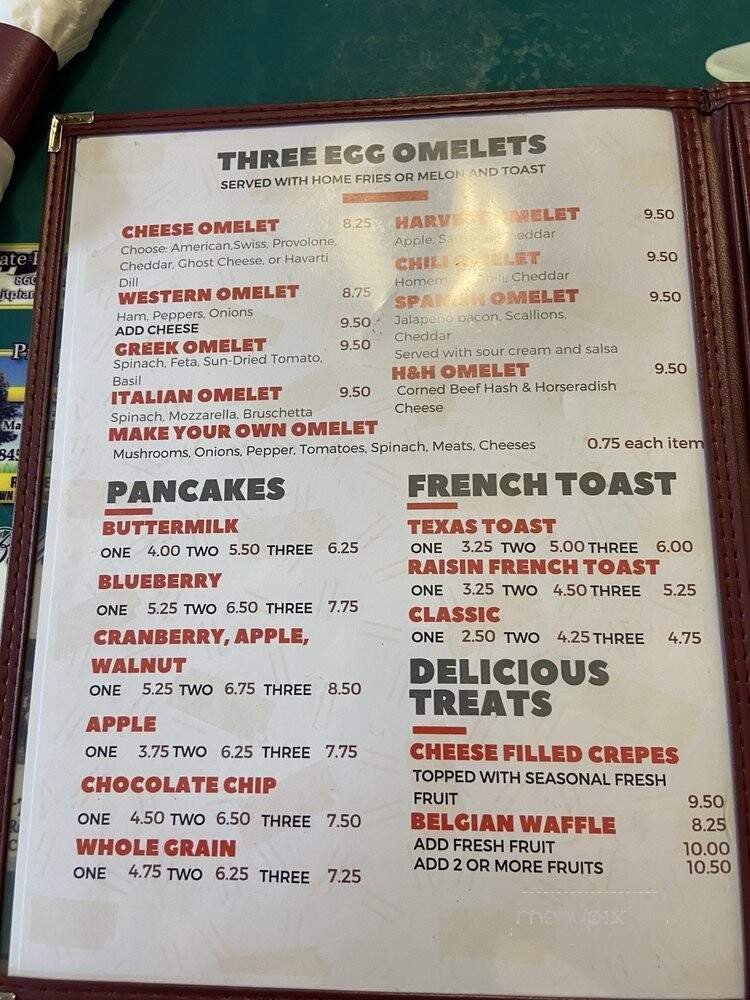 THREE EGG OMELETS
SERVED WITH HOME FRIES OR MELON AND TOAST
CHEESE OMELET 8.25
Choose: American,Swiss, Provolone,
Cheddar, Ghost Cheese, or Havarti
Dill
WESTERN OMELET 8.75
Ham, Peppers, Onions
ADD CHEESE 9.50
GREEK OMELET 9.50
Spinach, Feta, Sun-Dried Tomato,
Basil
ITALIAN OMELET 9.50
Spinach, Mozzarella, Bruschetta
HARVEST OMELET 9.50
Apple, Cheddar
CHILI OMELET 9.50
Chili, Cheddar
SPANISH OMELET 9.50
Jalapeno bacon, Scallions,
Cheddar
Served with sour cream and salsa
H&H OMELET 9.50
Corned Beef Hash & Horseradish
Cheese
MAKE YOUR OWN OMELET
Mushrooms, Onions, Pepper, Tomatoes, Spinach, Meats, Cheeses 0.75 each item
PANCAKES
BUTTERMILK
ONE 4.00 TWO 5.50 THREE 6.25
BLUEBERRY
ONE 5.25 TWO 6.50 THREE 7.75
CRANBERRY, APPLE,
WALNUT
ONE 5.25 TWO 6.75 THREE 8.50
APPLE
ONE 3.75 TWO 6.25 THREE 7.75
CHOCOLATE CHIP
ONE 4.50 TWO 6.50 THREE 7.50
WHOLE GRAIN
ONE 4.75 TWO 6.25 THREE 7.25
FRENCH TOAST
TEXAS TOAST
ONE 3.25 TWO 5.00 THREE 6.00
RAISIN FRENCH TOAST
ONE 3.25 TWO 4.50 THREE 5.25
CLASSIC
ONE 2.50 TWO 4.25 THREE 4.75
DELICIOUS
TREATS
CHEESE FILLED CREPES
TOPPED WITH SEASONAL FRESH
FRUIT 9.50
BELGIAN WAFFLE 8.25
ADD FRESH FRUIT 10.00
ADD 2 OR MORE FRUITS 10.50
menupix